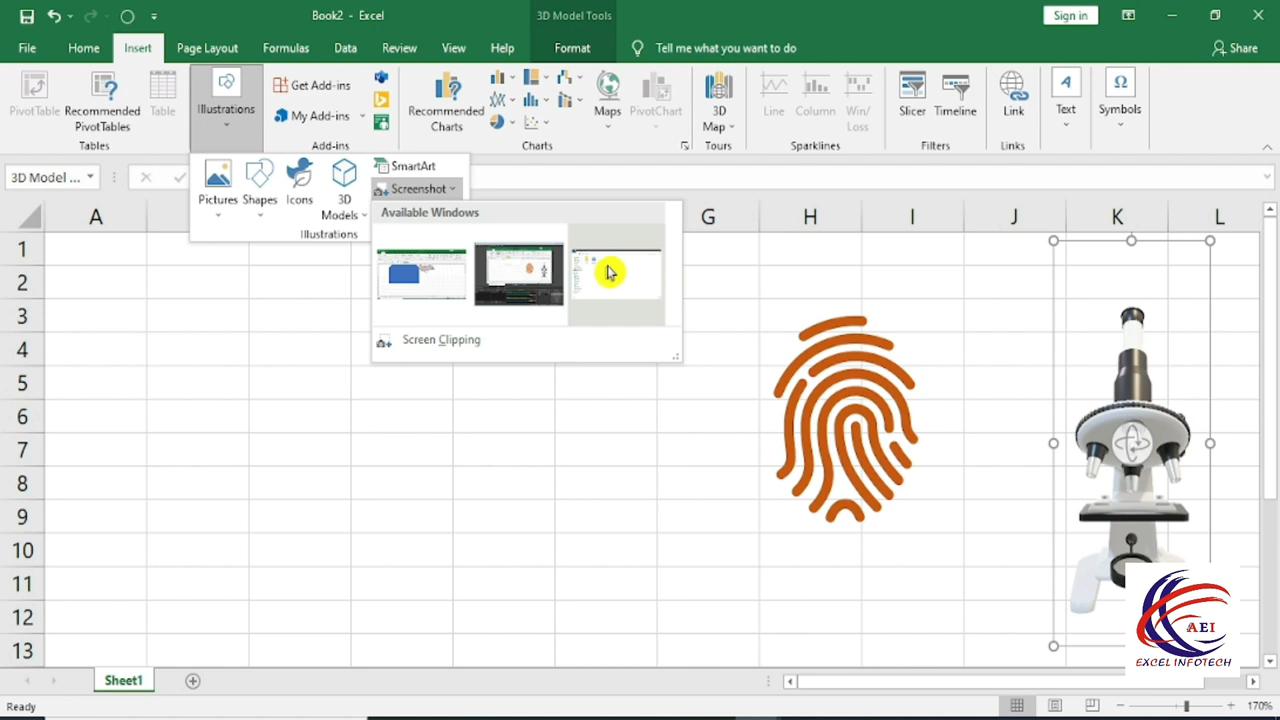 Book2 - Excel
3D Model Tools
Sign in
File Home Insert Page Layout Formulas Data Review View Help Format Tell me what you want to do Share
PivotTable
Recommended
PivotTables
Table
Tables
Illustrations
Get Add-ins
My Add-ins
Add-ins
Recommended
Charts
Maps
PivotChart
Charts
3D
Map
Tours
Line
Column
Win/
Loss
Sparklines
Slicer
Timeline
Filters
Link
Links
Text
Symbols
3D Model ...
Pictures
Shapes
Icons
3D
Models
SmartArt
Screenshot
Illustrations
Available Windows
Screen Clipping
A G H I J K L
1
2
3
4
5
6
7
8
9
10
11
12
13
AEI
EXCEL INFOTECH
Sheet1
Ready
170%